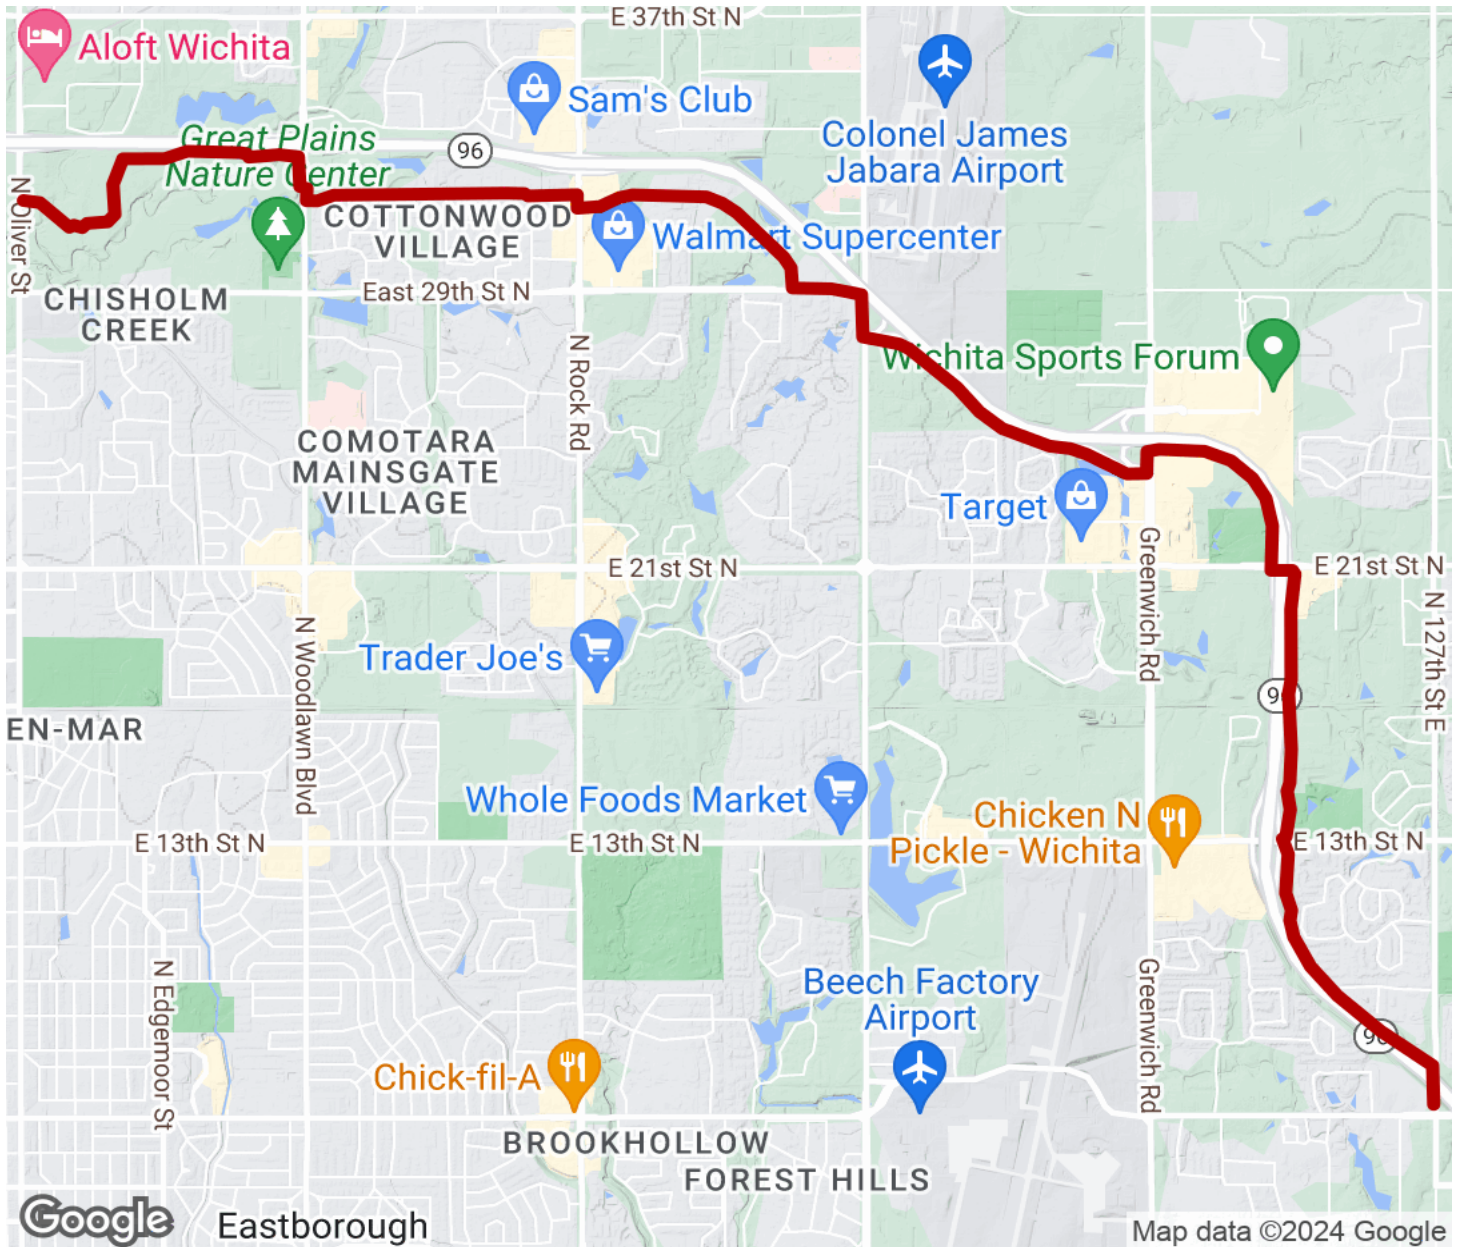 E 37th St N
Aloft Wichita
Sam's Club
Colonel James
Jabara Airport
Great Plains
Nature Center
96
N Oliver St
COTTONWOOD
VILLAGE
Walmart Supercenter
CHISHOLM
CREEK
East 29th St N
N Rock Rd
Wichita Sports Forum
COMOTARA
MAINSGATE
VILLAGE
Target
Greenwich Rd
E 21st St N
E 21st St N
N 127th St E
N Woodlawn Blvd
Trader Joe's
96
EN-MAR
Whole Foods Market
Chicken N
Pickle - Wichita
E 13th St N
E 13th St N
E 13th St N
N Edgemoor St
Beech Factory
Airport
Greenwich Rd
96
Chick-fil-A
BROOKHOLLOW
FOREST HILLS
Google
Eastborough
Map data ©2024 Google